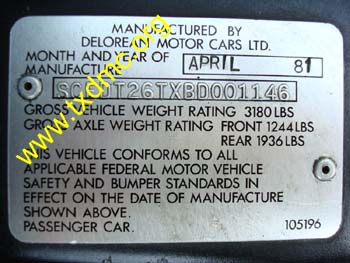 MANUFACTURED BY
DELOREAN MOTOR CARS LTD.
MONTH AND YEAR OF
MANUFACTURE APRIL 81
SCEDT26TXBD001146
GROSS VEHICLE WEIGHT RATING 3180 LBS
GROSS AXLE WEIGHT RATING FRONT 1244 LBS
REAR 1936 LBS
THIS VEHICLE CONFORMS TO ALL
APPLICABLE FEDERAL MOTOR VEHICLE
SAFETY AND BUMPER STANDARDS IN
EFFECT ON THE DATE OF MANUFACTURE
SHOWN ABOVE.
PASSENGER CAR. 105196
www.txdmc.org